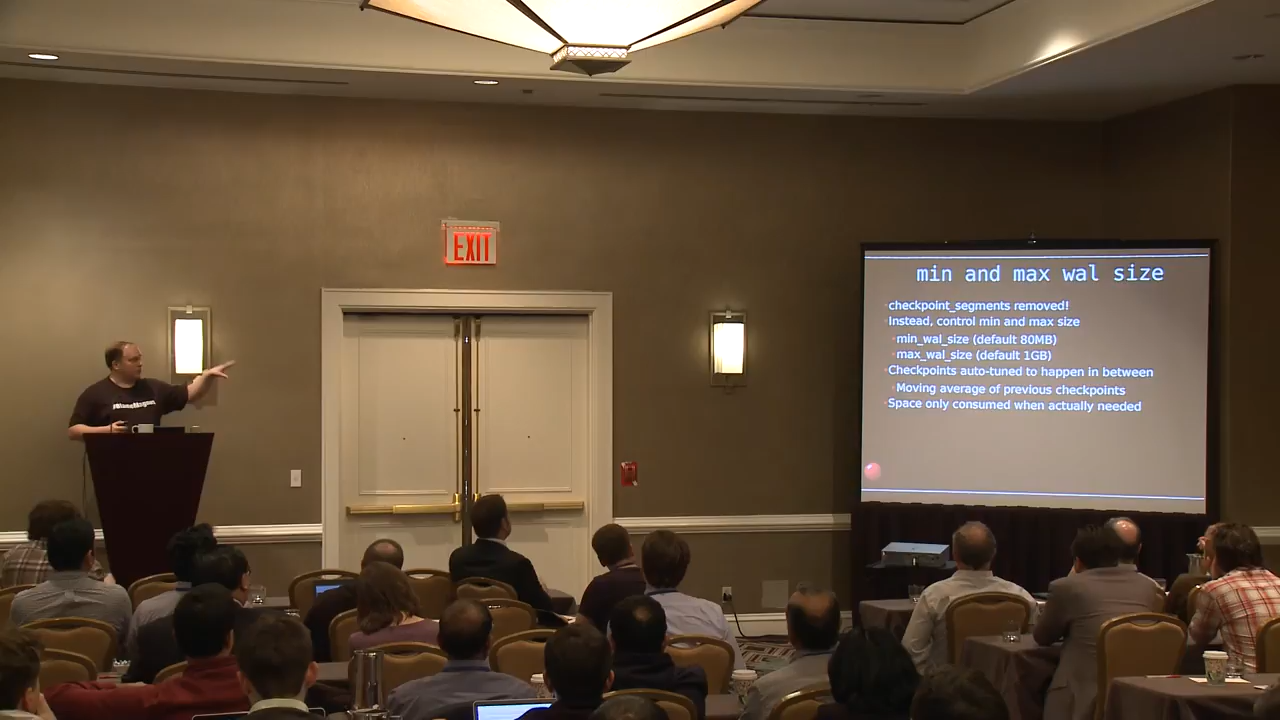 EXIT
min and max wal size
checkpoint_segments removed!
Instead, control min and max size
min_wal_size (default 80MB)
max_wal_size (default 1GB)
Checkpoints auto-tuned to happen in between
Moving average of previous checkpoints
Space only consumed when actually needed